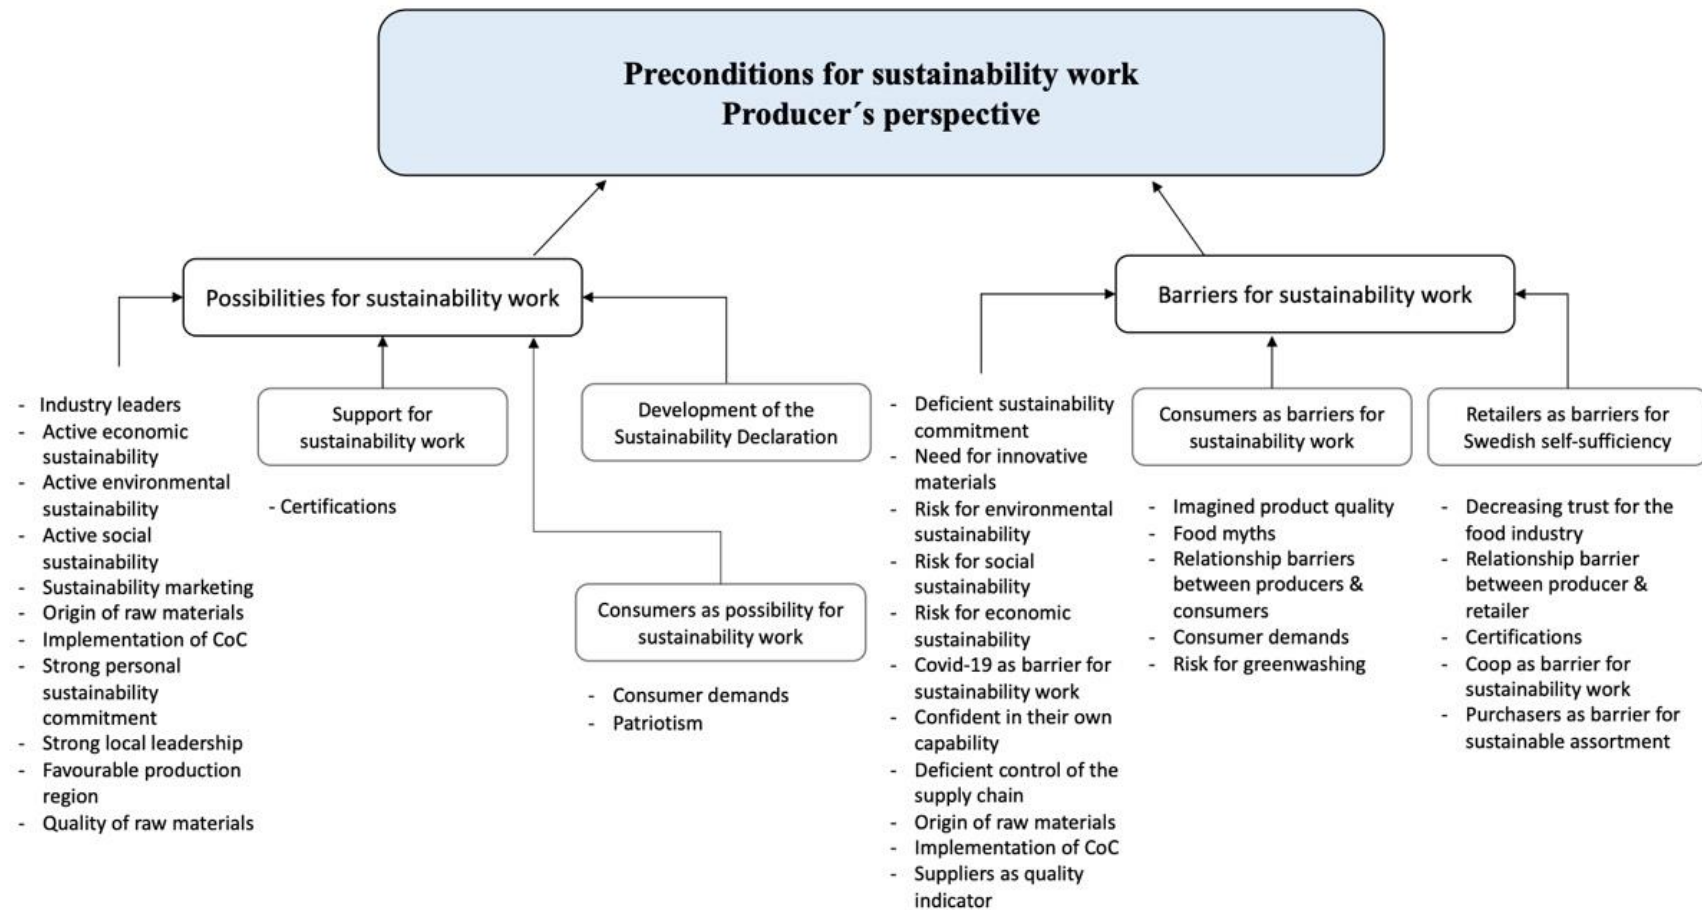 Preconditions for sustainability work
Producer´s perspective
Possibilities for sustainability work
- Industry leaders
- Active economic
sustainability
- Active environmental
sustainability
- Active social
sustainability
- Sustainability marketing
- Origin of raw materials
- Implementation of CoC
- Strong personal
sustainability
commitment
- Strong local leadership
- Favourable production
region
- Quality of raw materials
Support for
sustainability work
- Certifications
Development of the
Sustainability Declaration
Consumers as possibility for
sustainability work
- Consumer demands
- Patriotism
Barriers for sustainability work
- Deficient sustainability
commitment
- Need for innovative
materials
- Risk for environmental
sustainability
- Risk for social
sustainability
- Risk for economic
sustainability
- Covid-19 as barrier for
sustainability work
- Confident in their own
capability
- Deficient control of the
supply chain
- Origin of raw materials
- Implementation of CoC
- Suppliers as quality
indicator
Consumers as barriers for
sustainability work
- Imagined product quality
- Food myths
- Relationship barriers
between producers &
consumers
- Consumer demands
- Risk for greenwashing
Retailers as barriers for
Swedish self-sufficiency
- Decreasing trust for the
food industry
- Relationship barrier
between producer &
retailer
- Certifications
- Coop as barrier for
sustainability work
- Purchasers as barrier for
sustainable assortment